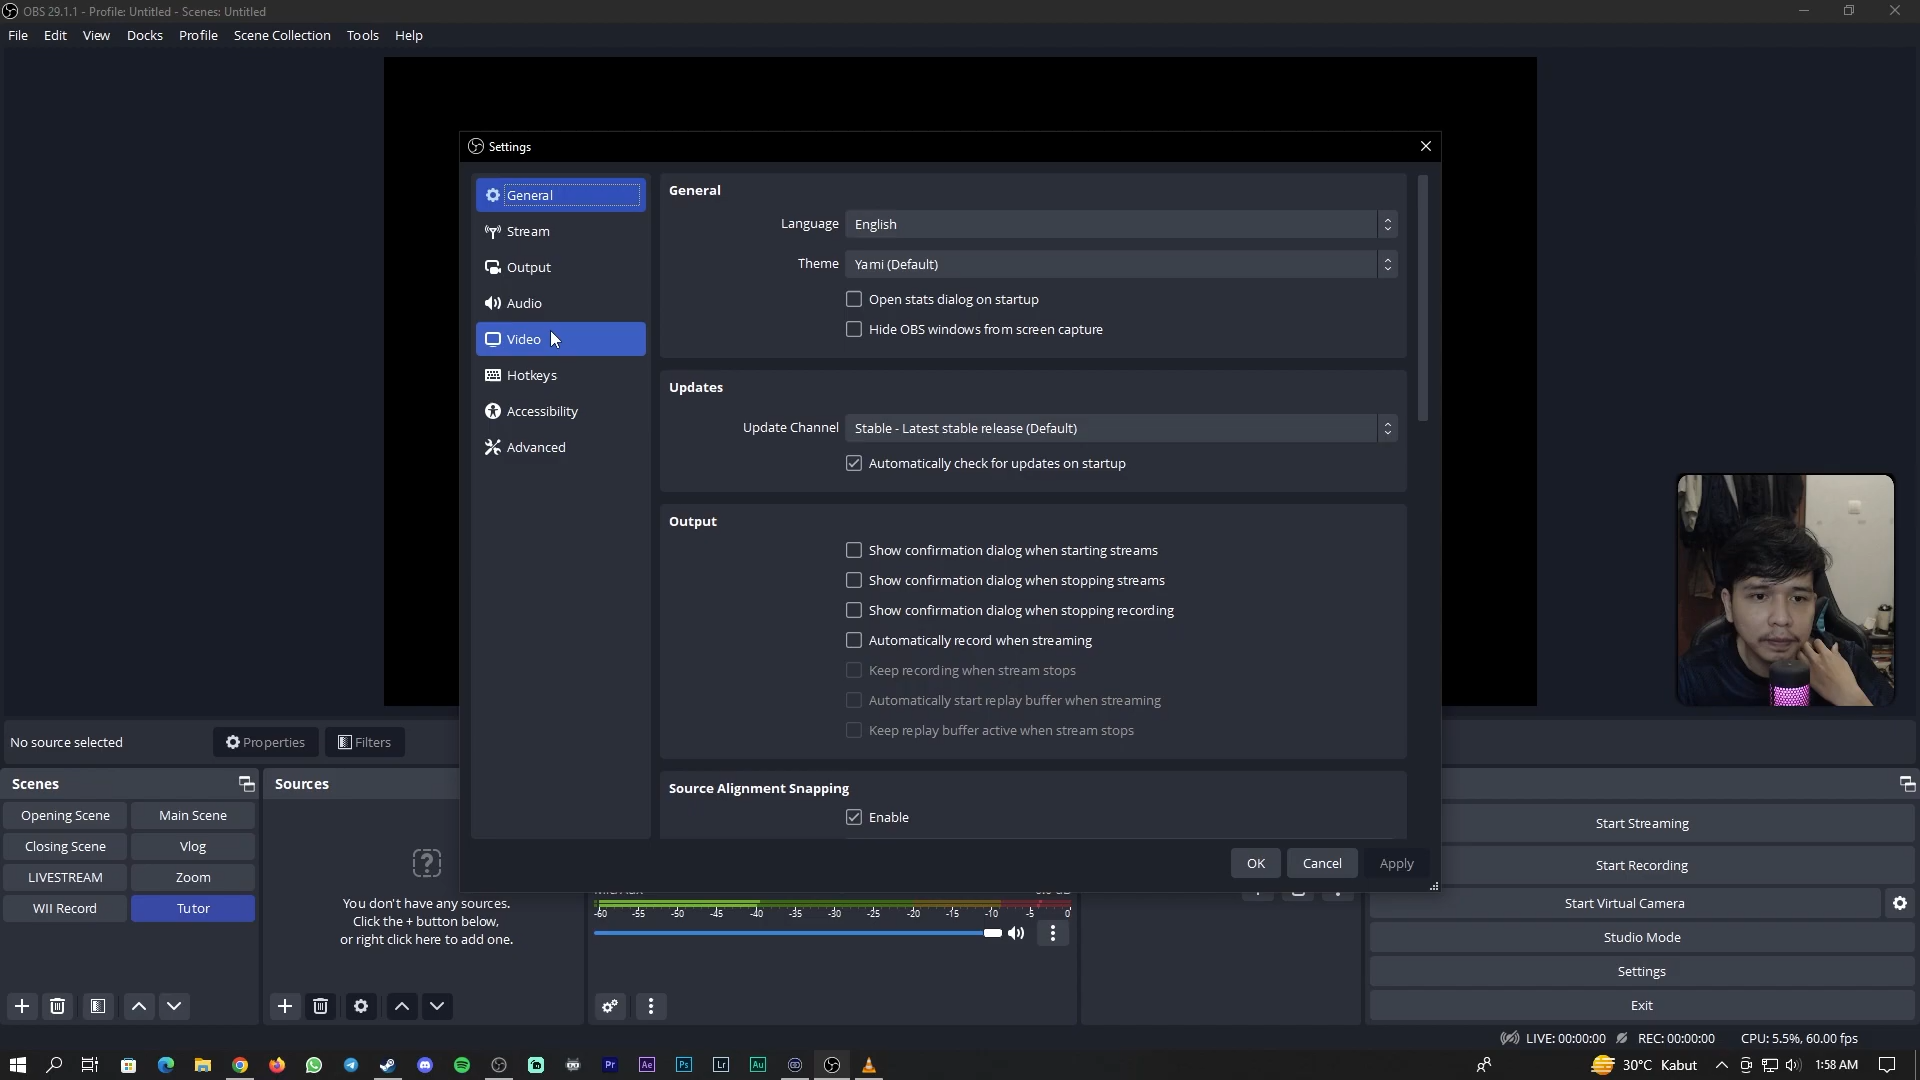 OBS 29.1.1 - Profile: Untitled - Scenes: Untitled
File Edit View Docks Profile Scene Collection Tools Help
Settings
General
Stream
Output
Audio
Video
Hotkeys
Accessibility
Advanced
General
Language English
Theme Yami (Default)
Open stats dialog on startup
Hide OBS windows from screen capture
Updates
Update Channel Stable - Latest stable release (Default)
Automatically check for updates on startup
Output
Show confirmation dialog when starting streams
Show confirmation dialog when stopping streams
Show confirmation dialog when stopping recording
Automatically record when streaming
Keep recording when stream stops
Automatically start replay buffer when streaming
Keep replay buffer active when stream stops
Source Alignment Snapping
Enable
OK Cancel Apply
No source selected Properties Filters
Scenes
Opening Scene Main Scene
Closing Scene Vlog
LIVESTREAM Zoom
WII Record Tutor
Sources
You don't have any sources.
Click the + button below,
or right click here to add one.
-60 -55 -50 -45 -40 -35 -30 -25 -20 -15 -10 -5 0
Start Streaming
Start Recording
Start Virtual Camera
Studio Mode
Settings
Exit
LIVE: 00:00:00 REC: 00:00:00 CPU: 5.5%, 60.00 fps
Pr Ae Ps Lr Au
30°C Kabut 1:58 AM